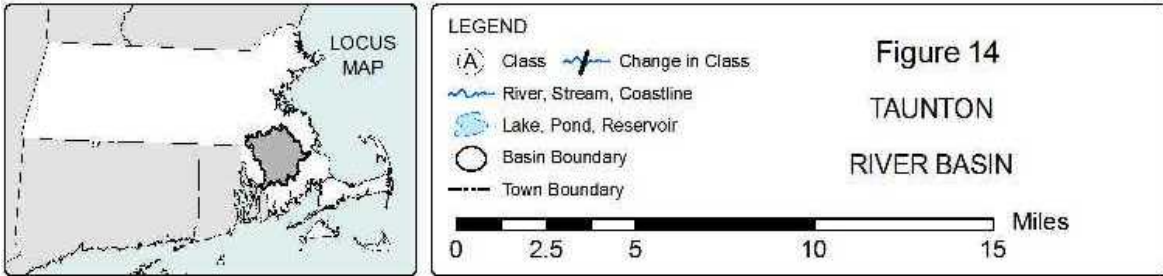 LOCUS
MAP
LEGEND
A Class Change in Class
River, Stream, Coastline
Lake, Pond, Reservoir
Basin Boundary
Town Boundary
Figure 14
TAUNTON
RIVER BASIN
Miles
0 2.5 5 10 15